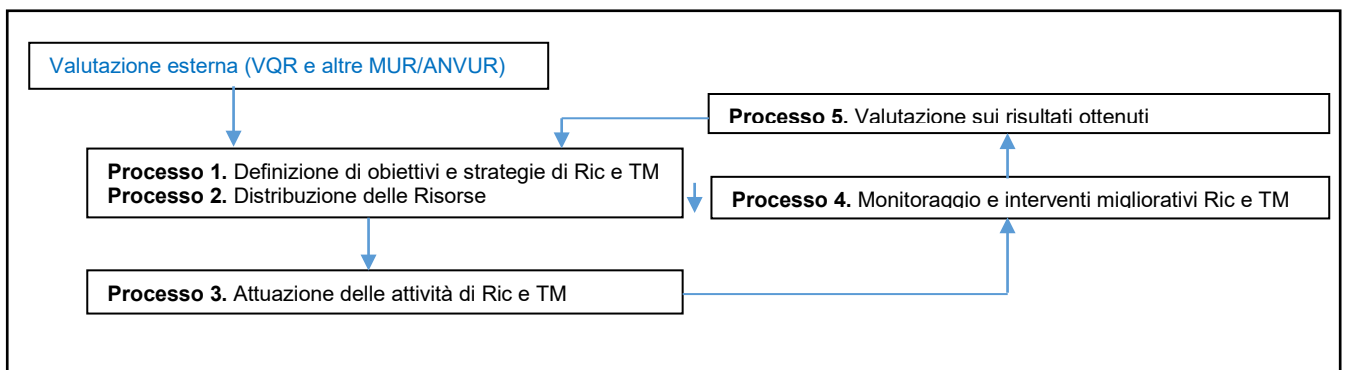 Valutazione esterna (VQR e altre MUR/ANVUR)
Processo 5. Valutazione sui risultati ottenuti
Processo 1. Definizione di obiettivi e strategie di Ric e TM
Processo 2. Distribuzione delle Risorse
Processo 4. Monitoraggio e interventi migliorativi Ric e TM
Processo 3. Attuazione delle attività di Ric e TM